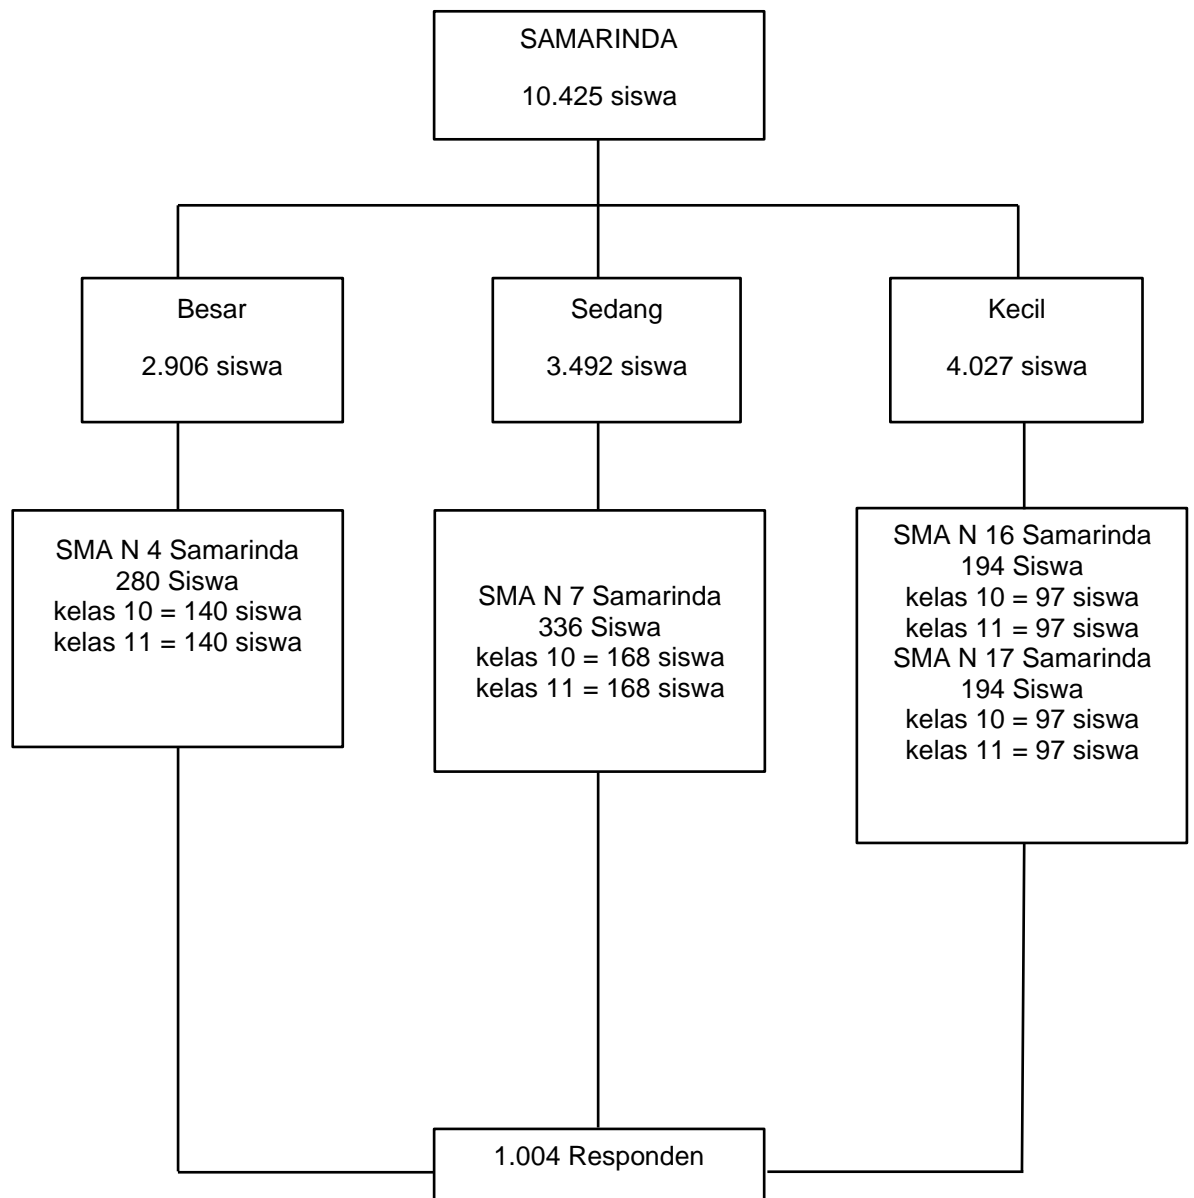 SAMARINDA
10.425 siswa
Besar
2.906 siswa
Sedang
3.492 siswa
Kecil
4.027 siswa
SMA N 4 Samarinda
280 Siswa
kelas 10 = 140 siswa
kelas 11 = 140 siswa
SMA N 7 Samarinda
336 Siswa
kelas 10 = 168 siswa
kelas 11 = 168 siswa
SMA N 16 Samarinda
194 Siswa
kelas 10 = 97 siswa
kelas 11 = 97 siswa
SMA N 17 Samarinda
194 Siswa
kelas 10 = 97 siswa
kelas 11 = 97 siswa
1.004 Responden